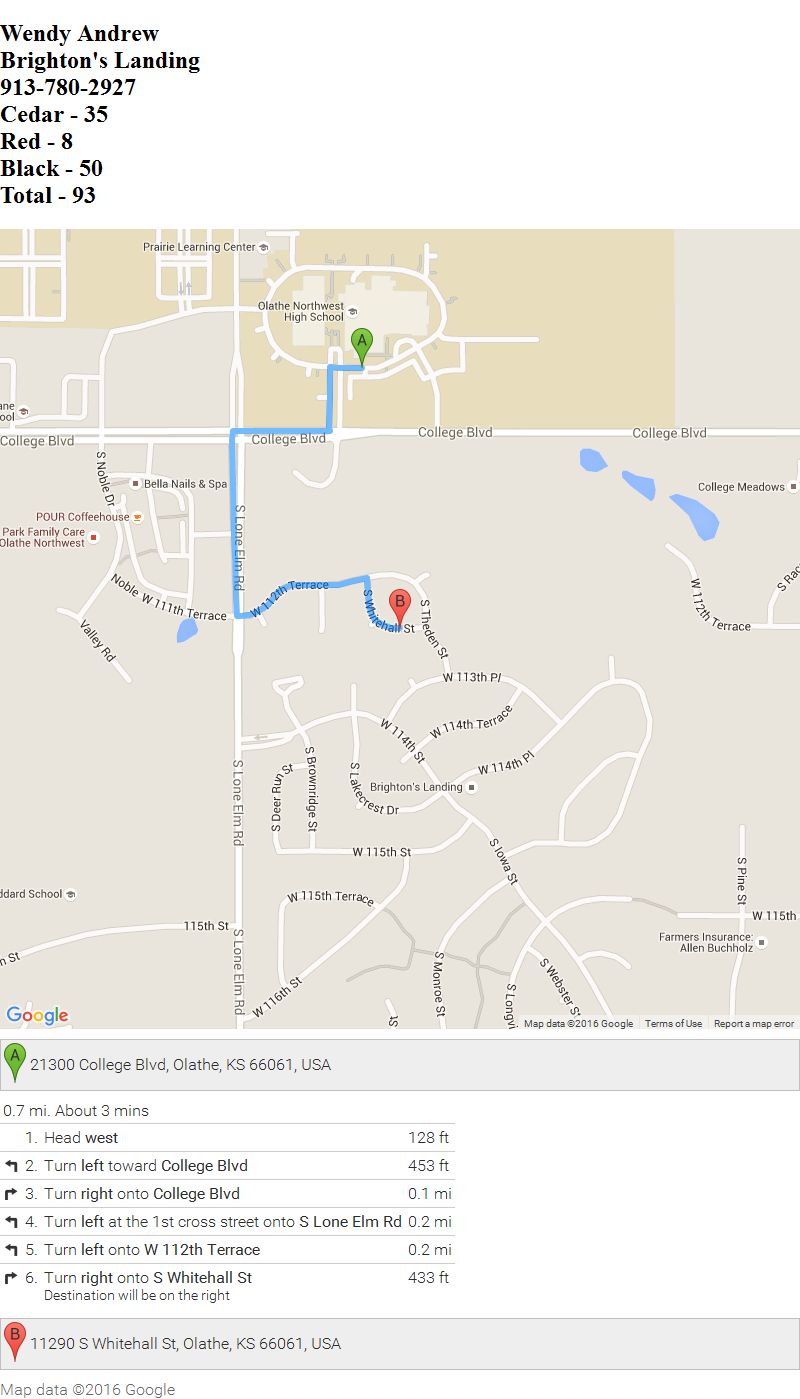 Wendy Andrew
Brighton's Landing
913-780-2927
Cedar - 35
Red - 8
Black - 50
Total - 93
Prairie Learning Center
Olathe Northwest
High School
A
ane
ool
College Blvd
College Blvd
College Blvd
College Blvd
S Noble Dr
Bella Nails & Spa
College Meadows
POUR Coffeehouse
Park Family Care
Olathe Northwest
S Lone Elm Rd
Noble W 111th Terrace
W 112th Terrace
S Whitehall St
B
S Theden St
W 112th Terrace
S Rac
Valley Rd
W 113th Pl
W 114th Terrace
W 114th St
W 114th Pl
S Lone Elm Rd
S Deer Run St
S Brownridge St
S Lakecrest Dr
Brighton's Landing
W 115th St
S Iowa St
S Pine St
ddard School
W 115th Terrace
115th St
W 115th
Farmers Insurance:
Allen Buchholz
n St
S Lone Elm Rd
W 116th St
S Monroe St
S Longvi
S Webster St
St
Google
Map data ©2016 Google Terms of Use Report a map error
A 21300 College Blvd, Olathe, KS 66061, USA
0.7 mi. About 3 mins
1. Head west 128 ft
2. Turn left toward College Blvd 453 ft
3. Turn right onto College Blvd 0.1 mi
4. Turn left at the 1st cross street onto S Lone Elm Rd 0.2 mi
5. Turn left onto W 112th Terrace 0.2 mi
6. Turn right onto S Whitehall St 433 ft
Destination will be on the right
B 11290 S Whitehall St, Olathe, KS 66061, USA
Map data ©2016 Google